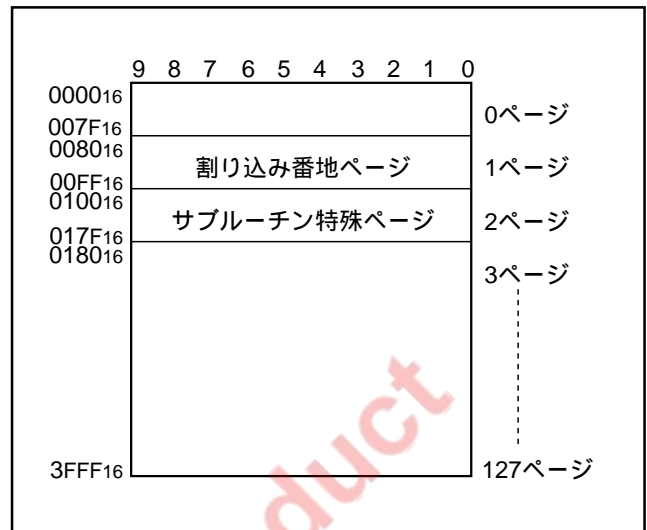 9 8 7 6 5 4 3 2 1 0
000016
0ページ
007F16
008016
割り込み番地ページ
1ページ
00FF16
010016
サブルーチン特殊ページ
2ページ
017F16
018016
3ページ
3FFF16
127ページ
duct